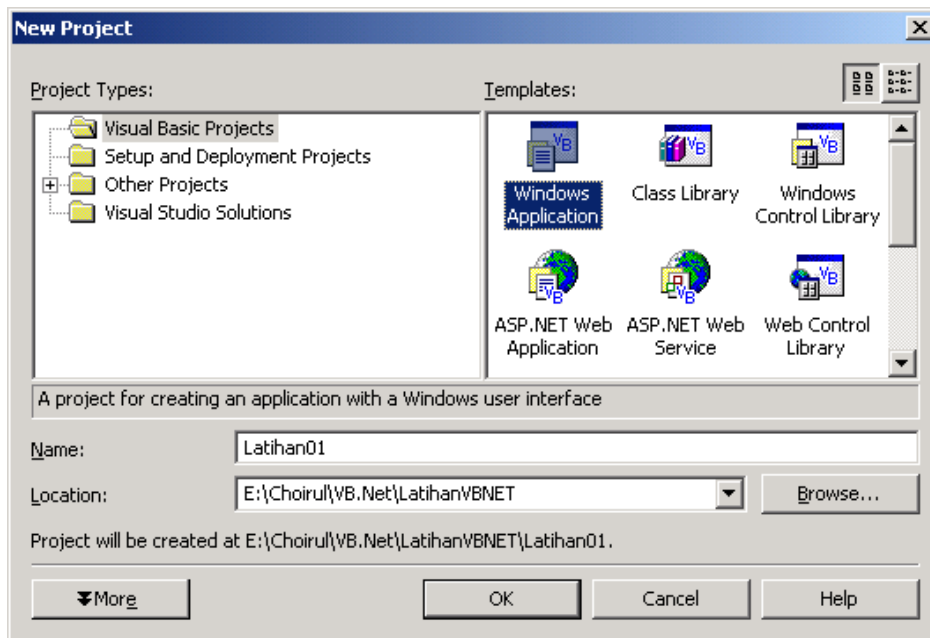 New Project
Project Types:
Templates:
Visual Basic Projects
Setup and Deployment Projects
Other Projects
Visual Studio Solutions
Windows Application
Class Library
Windows Control Library
ASP.NET Web Application
ASP.NET Web Service
Web Control Library
A project for creating an application with a Windows user interface
Name:
Latihan01
Location:
E:\Choirul\VB.Net\LatihanVBNET
Browse...
Project will be created at E:\Choirul\VB.Net\LatihanVBNET\Latihan01.
More
OK
Cancel
Help